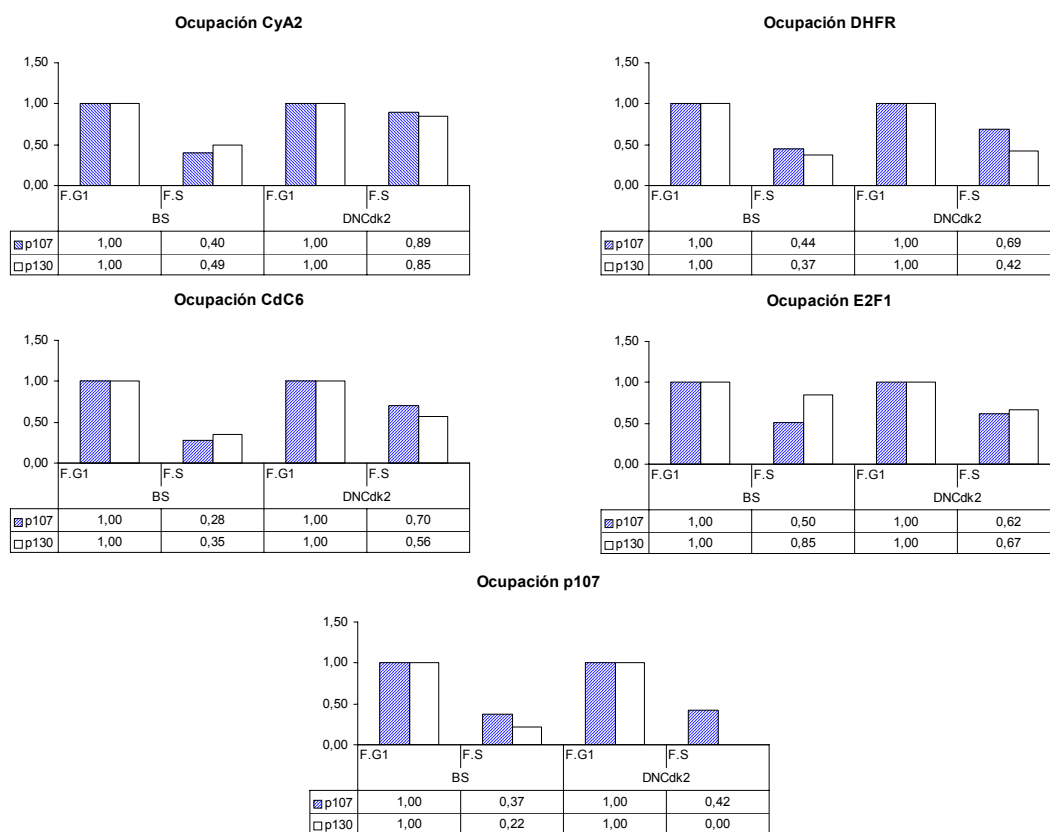 Ocupación CyA2
1,50
1,00
0,50
0,00
F.G1 F.S F.G1 F.S
BS DNCdk2
p107 1,00 0,40 1,00 0,89
p130 1,00 0,49 1,00 0,85
Ocupación DHFR
1,50
1,00
0,50
0,00
F.G1 F.S F.G1 F.S
BS DNCdk2
p107 1,00 0,44 1,00 0,69
p130 1,00 0,37 1,00 0,42
Ocupación CdC6
1,50
1,00
0,50
0,00
F.G1 F.S F.G1 F.S
BS DNCdk2
p107 1,00 0,28 1,00 0,70
p130 1,00 0,35 1,00 0,56
Ocupación E2F1
1,50
1,00
0,50
0,00
F.G1 F.S F.G1 F.S
BS DNCdk2
p107 1,00 0,50 1,00 0,62
p130 1,00 0,85 1,00 0,67
Ocupación p107
1,50
1,00
0,50
0,00
F.G1 F.S F.G1 F.S
BS DNCdk2
p107 1,00 0,37 1,00 0,42
p130 1,00 0,22 1,00 0,00